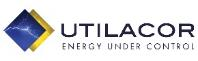 UTILACOR
ENERGY UNDER CONTROL